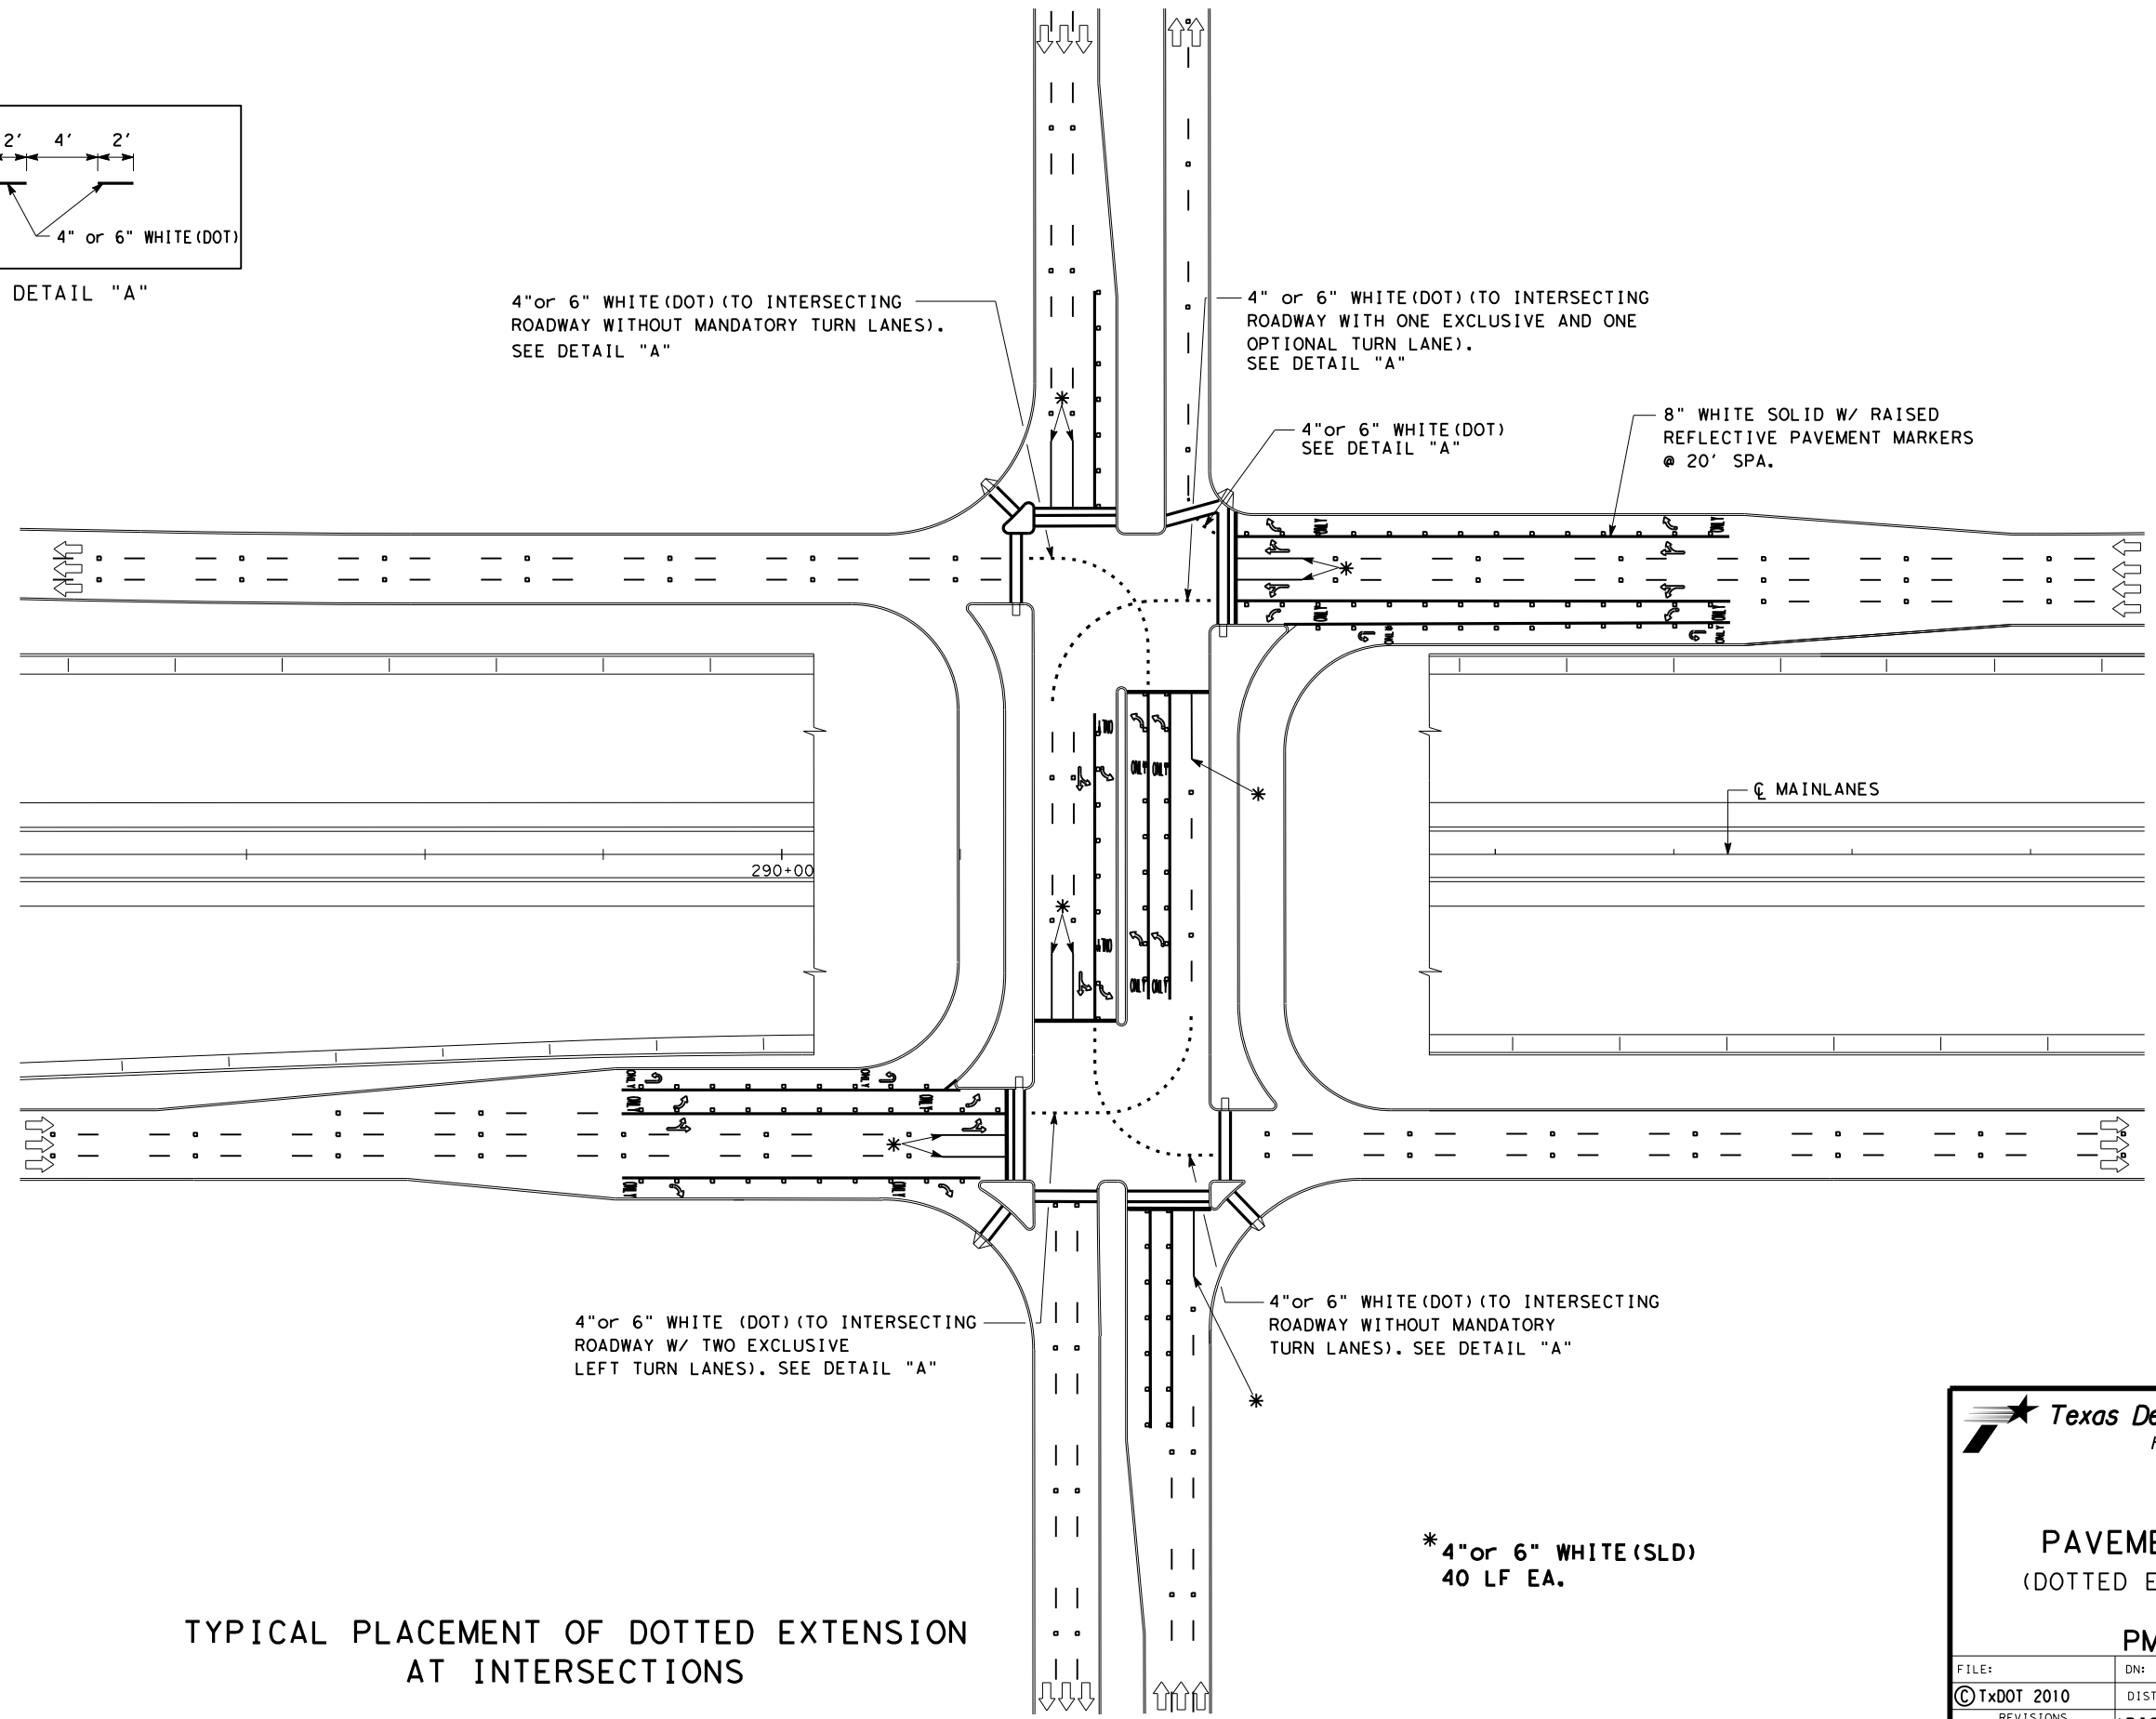 2' 4' 2'
4" or 6" WHITE(DOT)
DETAIL "A"
4"or 6" WHITE(DOT)(TO INTERSECTING
ROADWAY WITHOUT MANDATORY TURN LANES).
SEE DETAIL "A"
4" or 6" WHITE(DOT)(TO INTERSECTING
ROADWAY WITH ONE EXCLUSIVE AND ONE
OPTIONAL TURN LANE).
SEE DETAIL "A"
4"or 6" WHITE(DOT)
SEE DETAIL "A"
8" WHITE SOLID W/ RAISED
REFLECTIVE PAVEMENT MARKERS
@ 20' SPA.
ONLY
ONLY
ONLY
ONLY
ONLY
ONLY
ONLY
ONLY
ONLY
ONLY
℄ MAINLANES
290+00
ONLY
ONLY
ONLY
ONLY
ONLY
ONLY
ONLY
ONLY
4"or 6" WHITE (DOT)(TO INTERSECTING
ROADWAY W/ TWO EXCLUSIVE
LEFT TURN LANES). SEE DETAIL "A"
4"or 6" WHITE(DOT)(TO INTERSECTING
ROADWAY WITHOUT MANDATORY
TURN LANES). SEE DETAIL "A"
* 4"or 6" WHITE(SLD)
40 LF EA.
TYPICAL PLACEMENT OF DOTTED EXTENSION
AT INTERSECTIONS
Texas De
PAVEME
(DOTTED E
PM
FILE:
DN:
© TxDOT 2010
DIST
REVISIONS